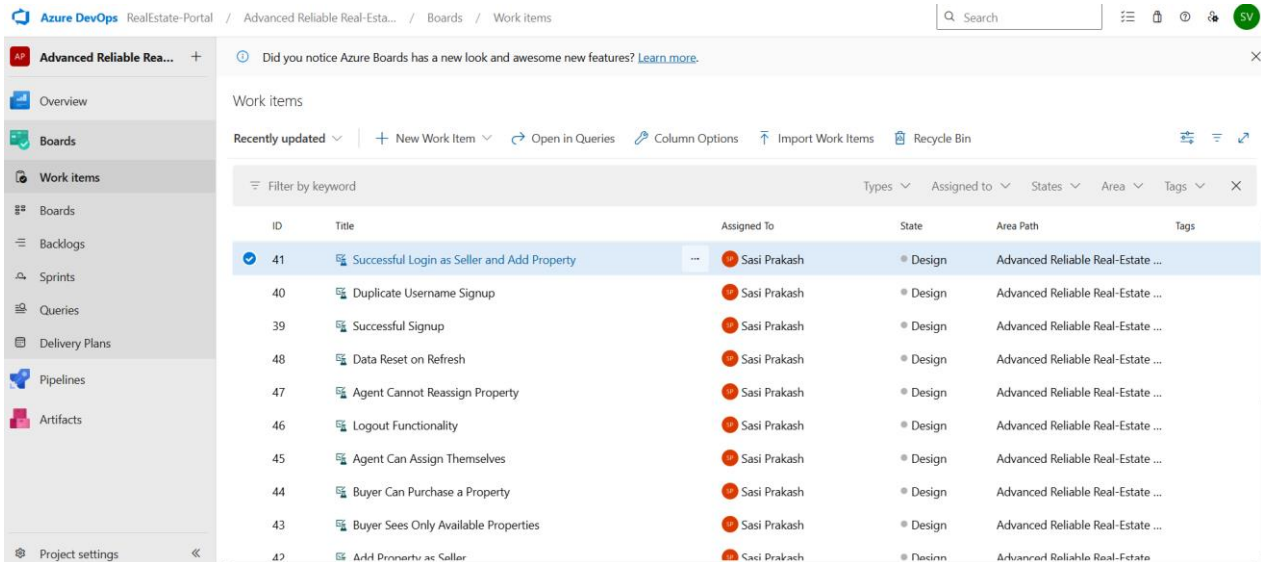 Azure DevOps RealEstate-Portal / Advanced Reliable Real-Esta... / Boards / Work items Search SV
AP Advanced Reliable Rea... +
Did you notice Azure Boards has a new look and awesome new features? Learn more.
Overview
Boards
Work items
Boards
Backlogs
Sprints
Queries
Delivery Plans
Pipelines
Artifacts
Project settings
Work items
Recently updated New Work Item Open in Queries Column Options Import Work Items Recycle Bin
Filter by keyword Types Assigned to States Area Tags
ID Title Assigned To State Area Path Tags
41 Successful Login as Seller and Add Property ... SP Sasi Prakash Design Advanced Reliable Real-Estate ...
40 Duplicate Username Signup SP Sasi Prakash Design Advanced Reliable Real-Estate ...
39 Successful Signup SP Sasi Prakash Design Advanced Reliable Real-Estate ...
48 Data Reset on Refresh SP Sasi Prakash Design Advanced Reliable Real-Estate ...
47 Agent Cannot Reassign Property SP Sasi Prakash Design Advanced Reliable Real-Estate ...
46 Logout Functionality SP Sasi Prakash Design Advanced Reliable Real-Estate ...
45 Agent Can Assign Themselves SP Sasi Prakash Design Advanced Reliable Real-Estate ...
44 Buyer Can Purchase a Property SP Sasi Prakash Design Advanced Reliable Real-Estate ...
43 Buyer Sees Only Available Properties SP Sasi Prakash Design Advanced Reliable Real-Estate ...
42 Add Property as Seller SP Sasi Prakash Design Advanced Reliable Real-Estate